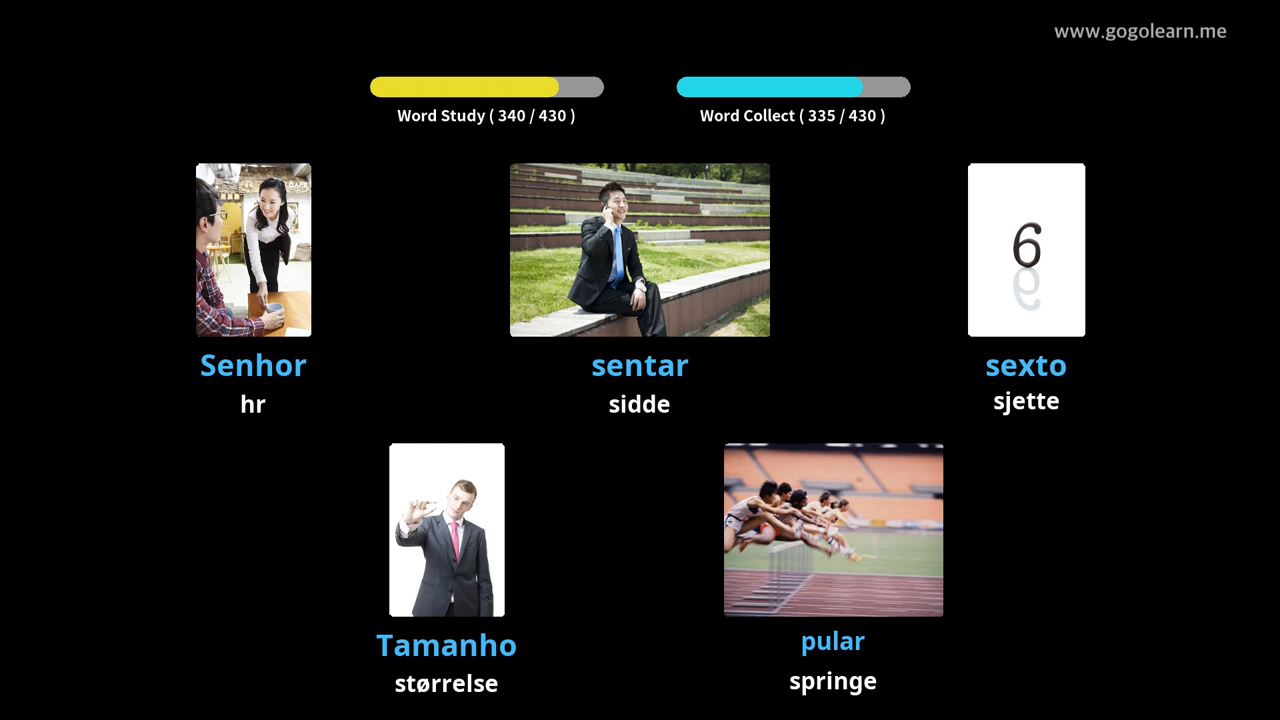 www.gogolearn.me
Word Study ( 340 / 430 )
Word Collect ( 335 / 430 )
6
Senhor
hr
sentar
sidde
sexto
sjette
Tamanho
størrelse
pular
springe